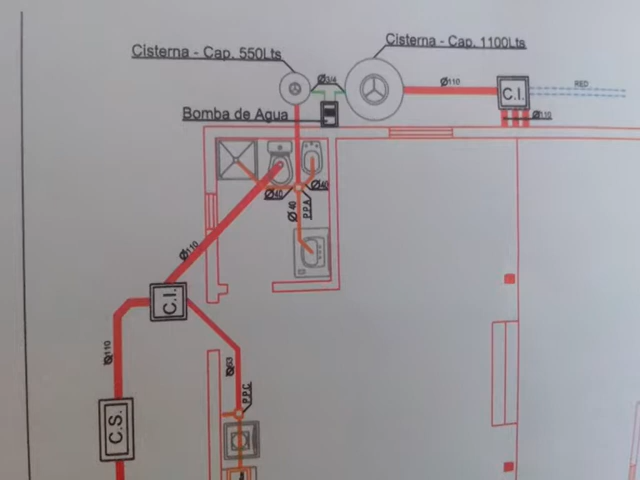 Cisterna - Cap. 550Lts
Cisterna - Cap. 1100Lts
Ø3/4
Ø110
C.I.
RED
Ø110
Bomba de Agua
Ø40
Ø40
Ø40
P.P.A
Ø110
C.I.
Ø110
Ø63
P.P.C
C.S.